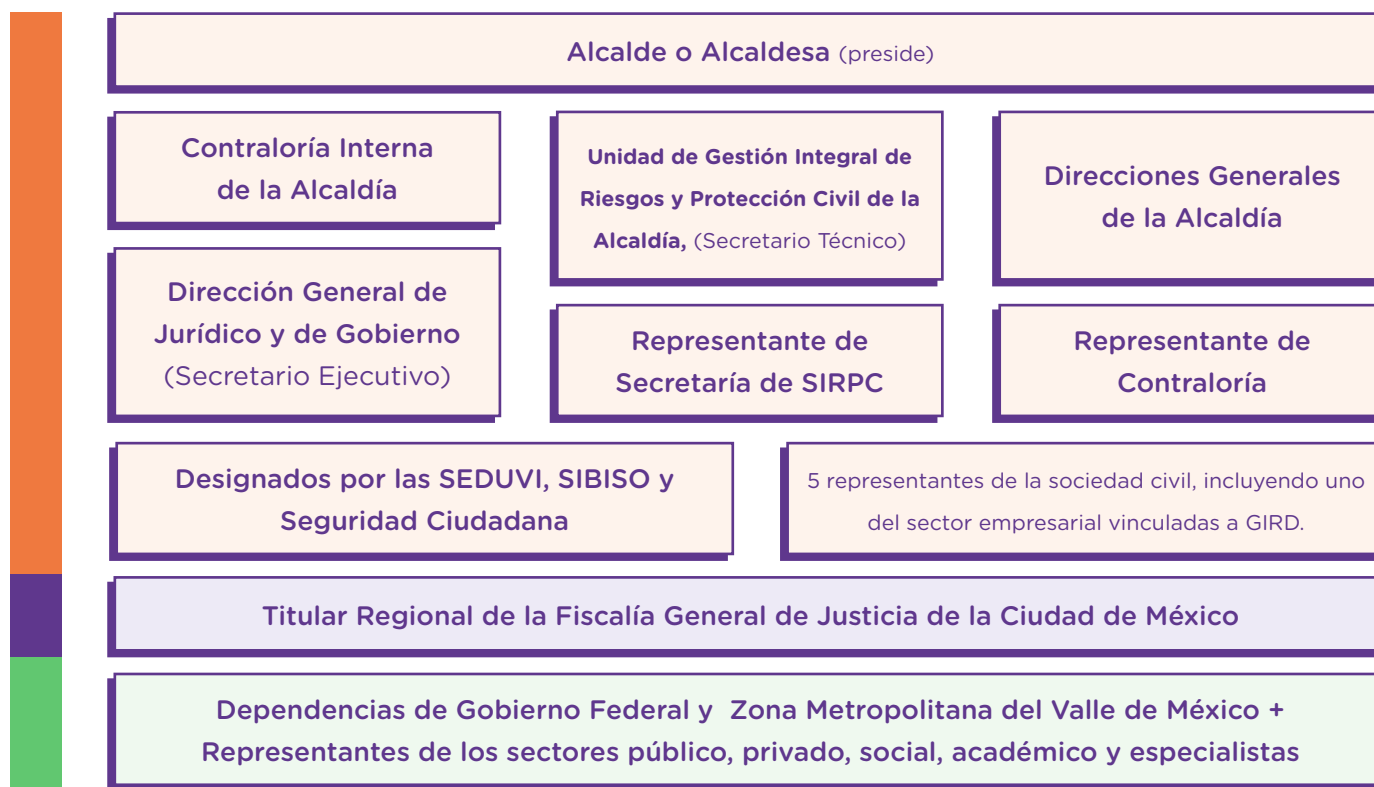 Alcalde o Alcaldesa (preside)
Contraloría Interna
de la Alcaldía
Unidad de Gestión Integral de
Riesgos y Protección Civil de la
Alcaldía, (Secretario Técnico)
Direcciones Generales
de la Alcaldía
Dirección General de
Jurídico y de Gobierno
(Secretario Ejecutivo)
Representante de
Secretaría de SIRPC
Representante de
Contraloría
Designados por las SEDUVI, SIBISO y
Seguridad Ciudadana
5 representantes de la sociedad civil, incluyendo uno
del sector empresarial vinculadas a GIRD.
Titular Regional de la Fiscalía General de Justicia de la Ciudad de México
Dependencias de Gobierno Federal y Zona Metropolitana del Valle de México +
Representantes de los sectores público, privado, social, académico y especialistas